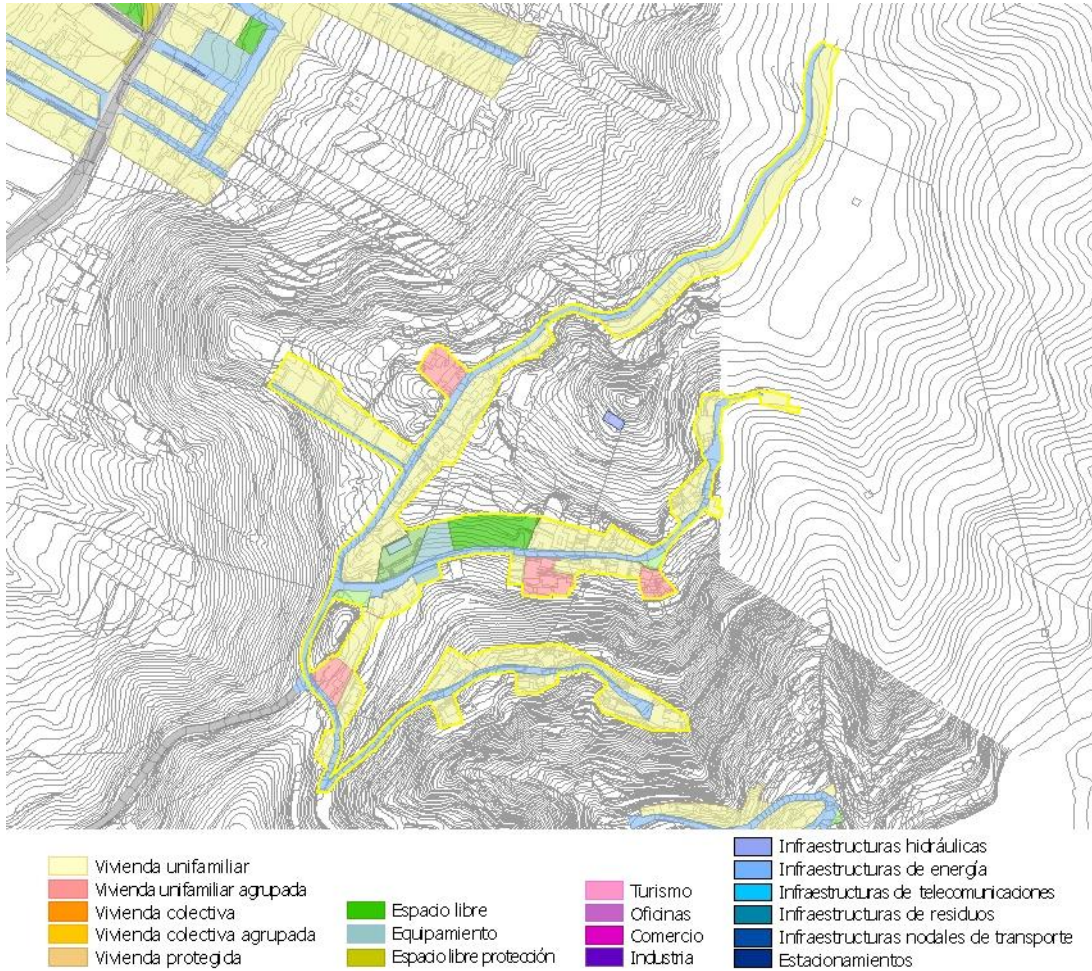 Vivienda unifamiliar
Vivienda unifamiliar agrupada
Vivienda colectiva
Vivienda colectiva agrupada
Vivienda protegida
Espacio libre
Equipamiento
Espacio libre protección
Turismo
Oficinas
Comercio
Industria
Infraestructuras hidráulicas
Infraestructuras de energía
Infraestructuras de telecomunicaciones
Infraestructuras de residuos
Infraestructuras nodales de transporte
Estacionamientos